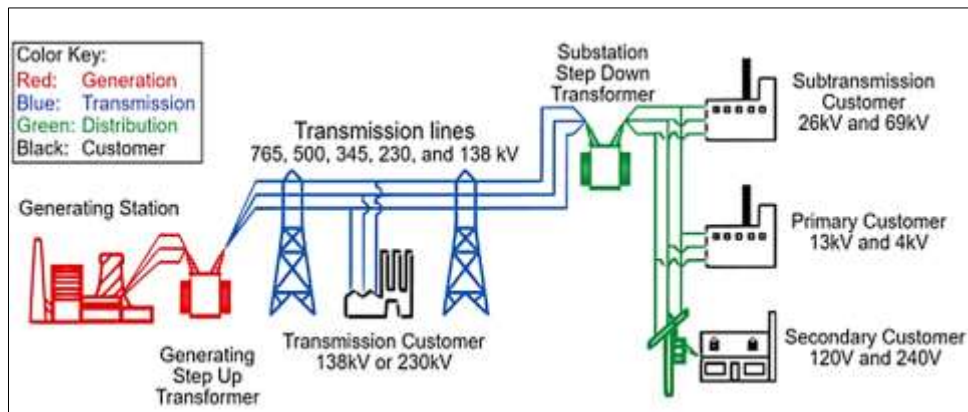 Color Key:
Red: Generation
Blue: Transmission
Green: Distribution
Black: Customer
Generating Station
Generating
Step Up
Transformer
Transmission lines
765, 500, 345, 230, and 138 kV
Transmission Customer
138kV or 230kV
Substation
Step Down
Transformer
Subtransmission
Customer
26kV and 69kV
Primary Customer
13kV and 4kV
Secondary Customer
120V and 240V